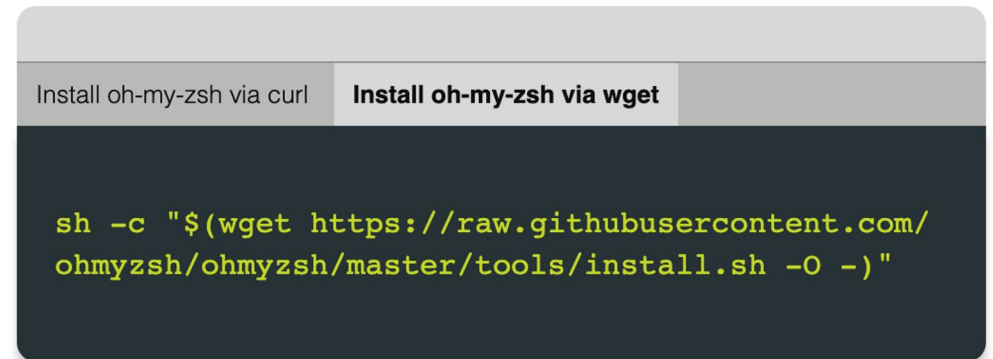 Install oh-my-zsh via curl
Install oh-my-zsh via wget
sh -c "$(wget https://raw.githubusercontent.com/
ohmyzsh/ohmyzsh/master/tools/install.sh -O -)"